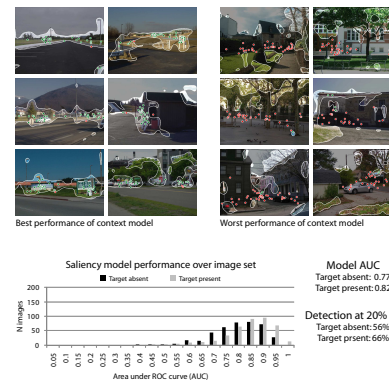 Best performance of context model
Worst performance of context model
Saliency model performance over image set
Target absent
Target present
N images
200
150
100
50
0
0.05
0.1
0.15
0.2
0.25
0.3
0.35
0.4
0.45
0.5
0.55
0.6
0.65
0.7
0.75
0.8
0.85
0.9
0.95
1
Area under ROC curve (AUC)
Model AUC
Target absent: 0.77
Target present: 0.82
Detection at 20%
Target absent: 56%
Target prsent: 66%